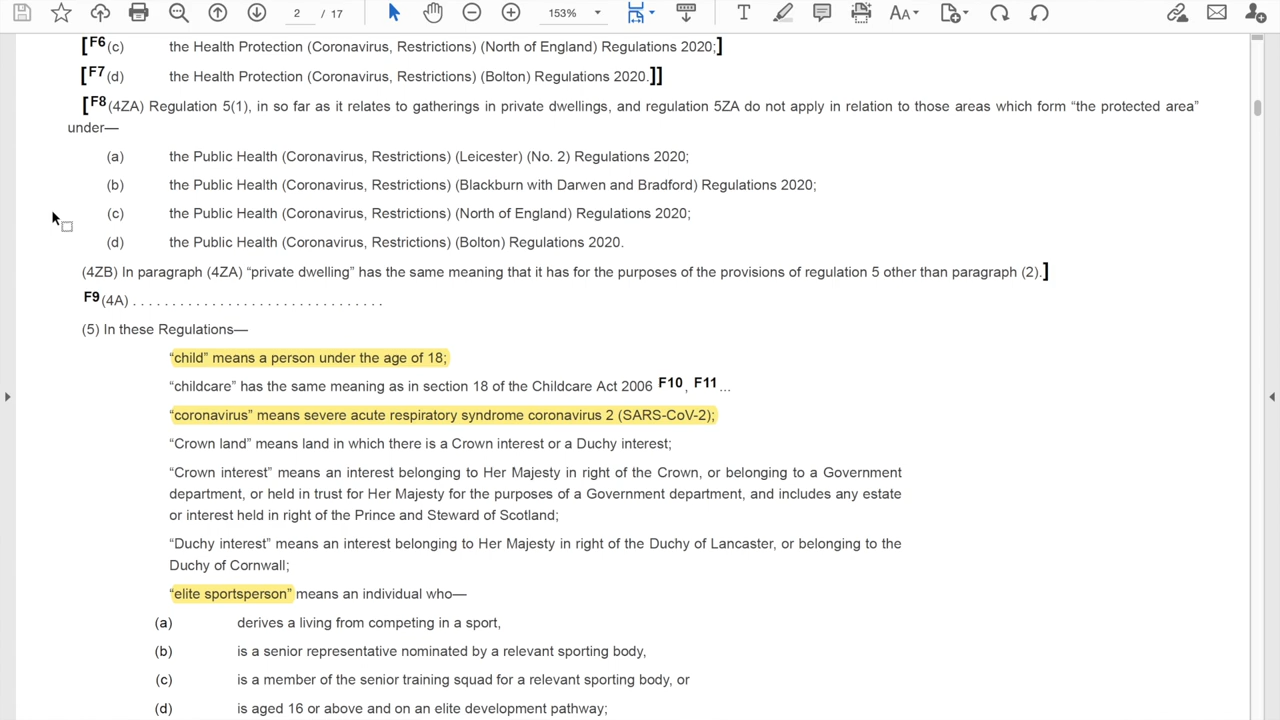 2 / 17 153%
[F6(c) the Health Protection (Coronavirus, Restrictions) (North of England) Regulations 2020;]
[F7(d) the Health Protection (Coronavirus, Restrictions) (Bolton) Regulations 2020.]]
[F8(4ZA) Regulation 5(1), in so far as it relates to gatherings in private dwellings, and regulation 5ZA do not apply in relation to those areas which form “the protected area”
under—
(a) the Public Health (Coronavirus, Restrictions) (Leicester) (No. 2) Regulations 2020;
(b) the Public Health (Coronavirus, Restrictions) (Blackburn with Darwen and Bradford) Regulations 2020;
(c) the Public Health (Coronavirus, Restrictions) (North of England) Regulations 2020;
(d) the Public Health (Coronavirus, Restrictions) (Bolton) Regulations 2020.
(4ZB) In paragraph (4ZA) “private dwelling” has the same meaning that it has for the purposes of the provisions of regulation 5 other than paragraph (2).]
F9(4A) . . . . . . . . . . . . . . . . . . . . . . . . . . . . . . . .
(5) In these Regulations—
“child” means a person under the age of 18;
“childcare” has the same meaning as in section 18 of the Childcare Act 2006 F10, F11...
“coronavirus” means severe acute respiratory syndrome coronavirus 2 (SARS-CoV-2);
“Crown land” means land in which there is a Crown interest or a Duchy interest;
“Crown interest” means an interest belonging to Her Majesty in right of the Crown, or belonging to a Government
department, or held in trust for Her Majesty for the purposes of a Government department, and includes any estate
or interest held in right of the Prince and Steward of Scotland;
“Duchy interest” means an interest belonging to Her Majesty in right of the Duchy of Lancaster, or belonging to the
Duchy of Cornwall;
“elite sportsperson” means an individual who—
(a) derives a living from competing in a sport,
(b) is a senior representative nominated by a relevant sporting body,
(c) is a member of the senior training squad for a relevant sporting body, or
(d) is aged 16 or above and on an elite development pathway;